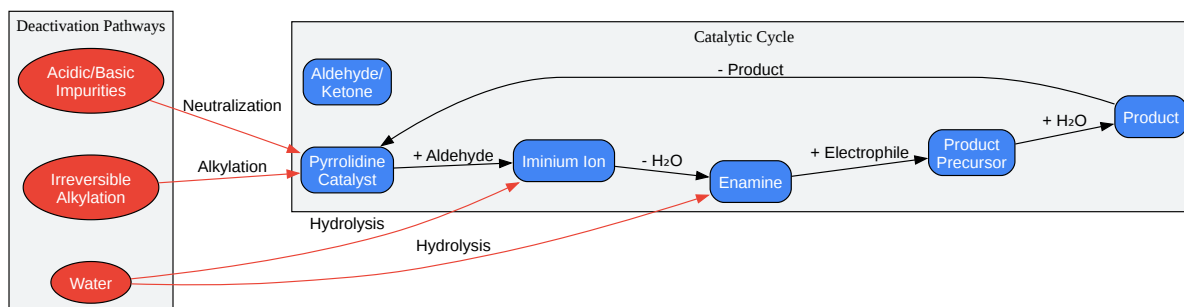 Deactivation Pathways
Acidic/Basic
Impurities
Irreversible
Alkylation
Water
Neutralization
Alkylation
Hydrolysis
Hydrolysis
Catalytic Cycle
Aldehyde/
Ketone
- Product
Pyrrolidine
Catalyst
+ Aldehyde
Iminium Ion
- H₂O
Enamine
+ Electrophile
Product
Precursor
+ H₂O
Product